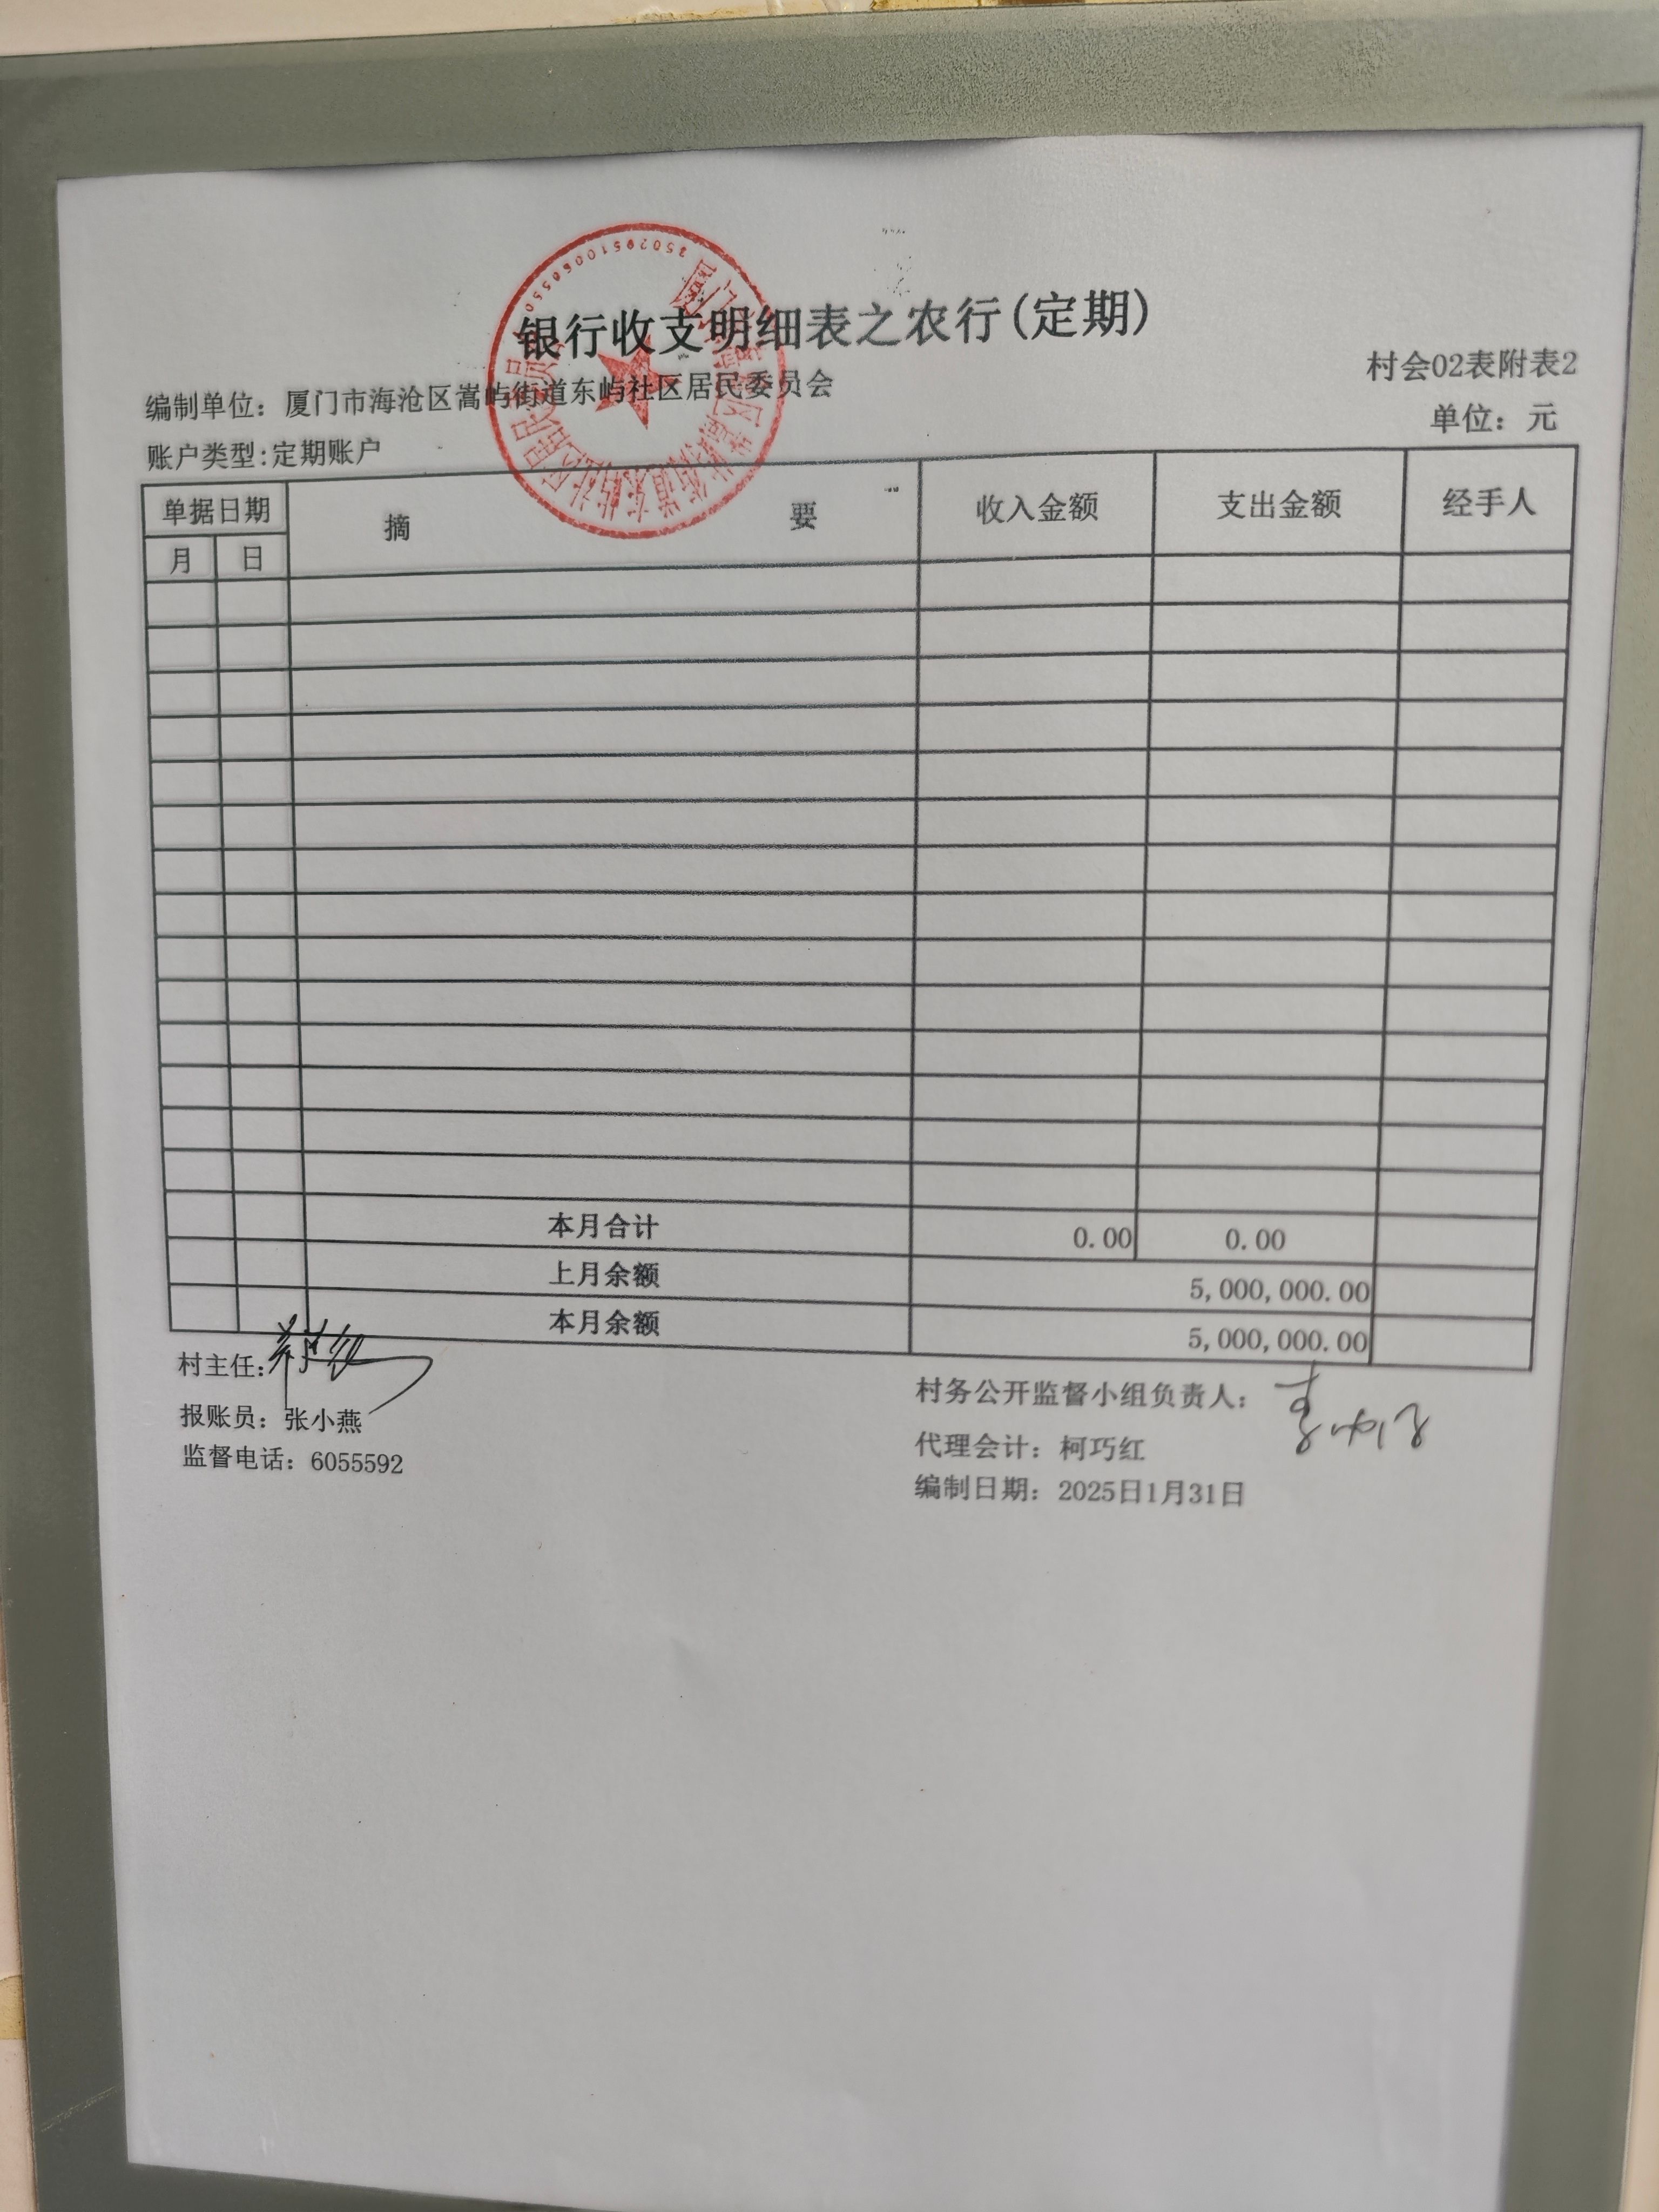 银行收支明细表之农行(定期)
村会02表附表2
编制单位：厦门市海沧区嵩屿街道东屿社区居民委员会
单位：元
账户类型:定期账户
单据日期 摘 要 收入金额 支出金额 经手人
月 日
本月合计 0.00 0.00
上月余额 5,000,000.00
本月余额 5,000,000.00
村主任:
村务公开监督小组负责人：
报账员：张小燕
代理会计：柯巧红
监督电话：6055592
编制日期：2025日1月31日